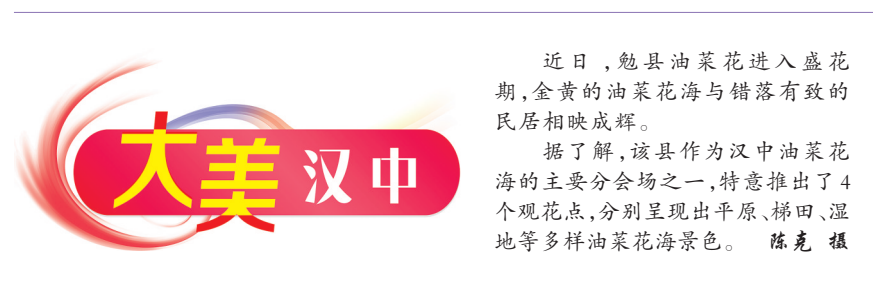 大美汉中
近日,勉县油菜花进入盛花
期,金黄的油菜花海与错落有致的
民居相映成辉。
据了解,该县作为汉中油菜花
海的主要分会场之一,特意推出了4
个观花点,分别呈现出平原、梯田、湿
地等多样油菜花海景色。 陈克 摄